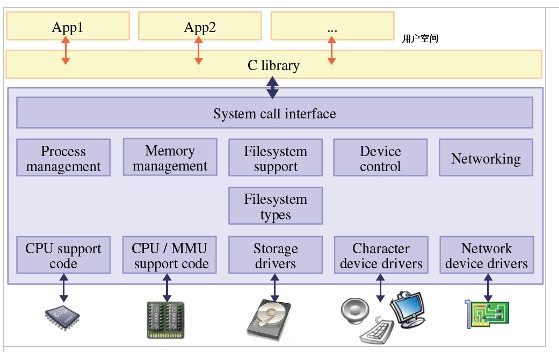 App1
App2
...
用户空间
C library
System call interface
Process
management
Memory
management
Filesystem
support
Device
control
Networking
Filesystem
types
CPU support
code
CPU / MMU
support code
Storage
drivers
Character
device drivers
Network
device drivers